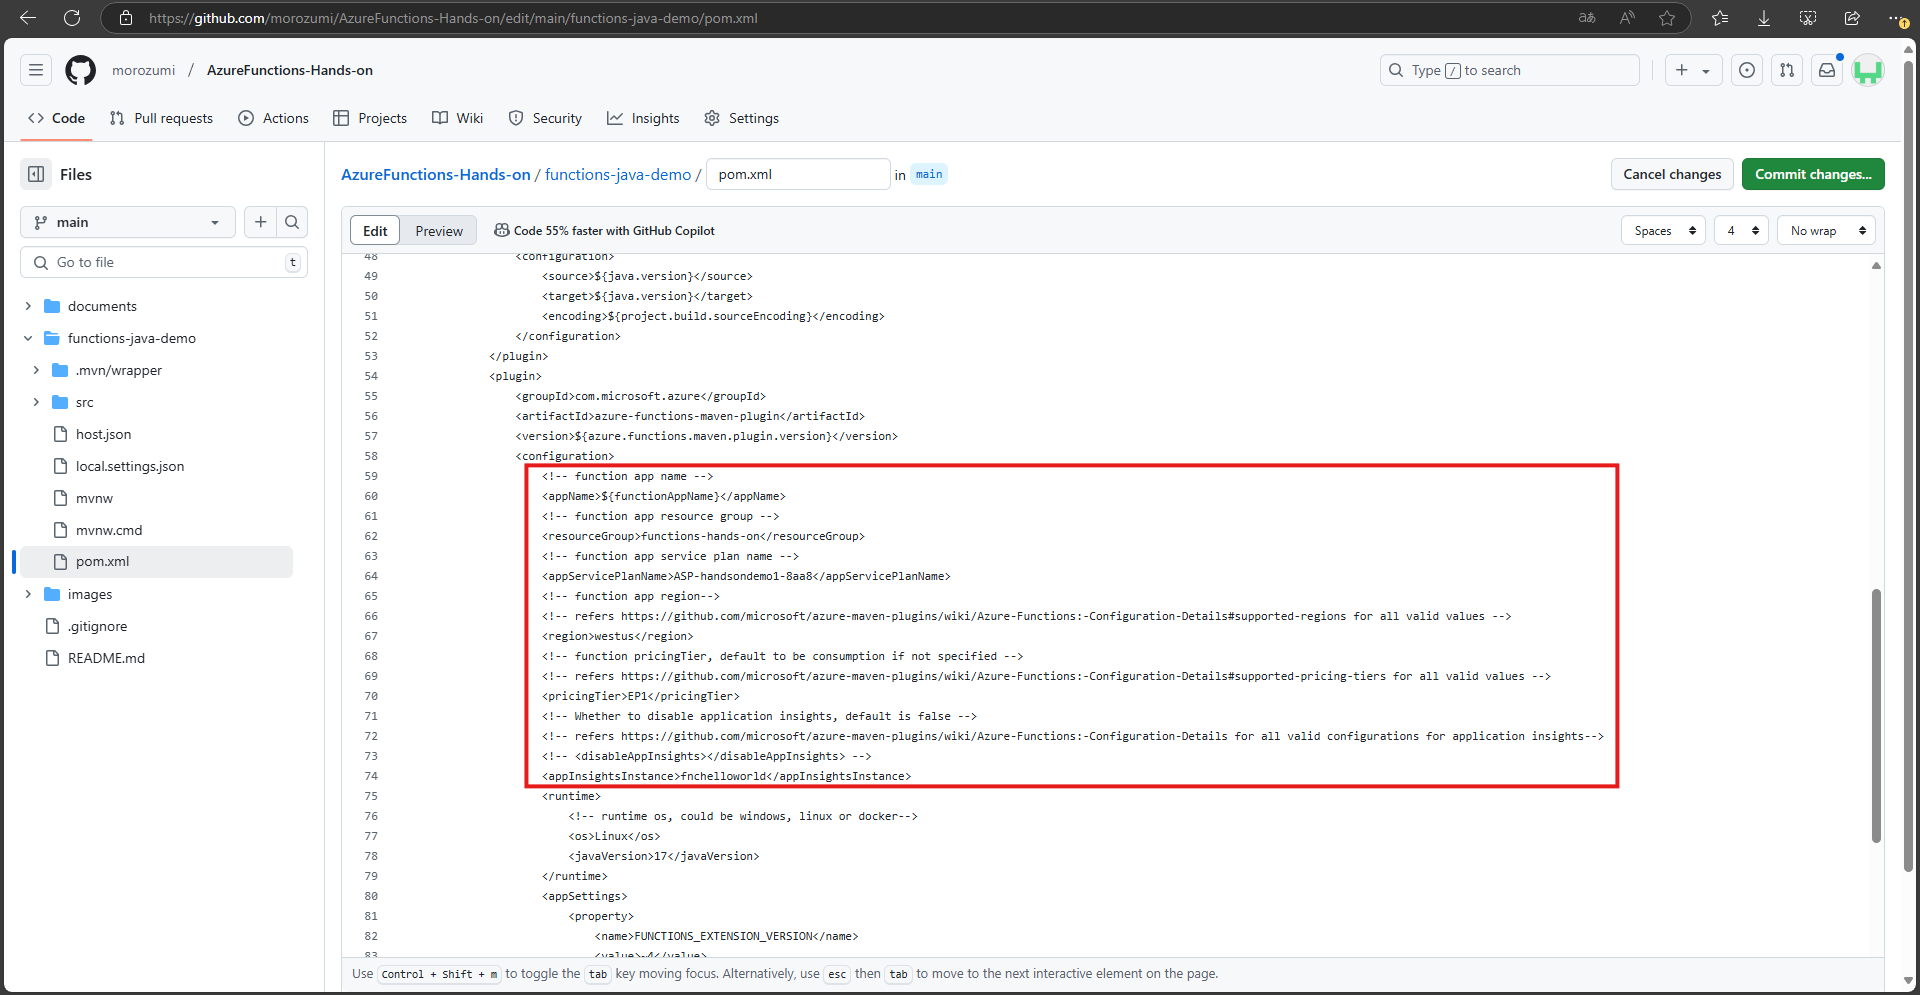 https://github.com/morozumi/AzureFunctions-Hands-on/edit/main/functions-java-demo/pom.xml
morozumi / AzureFunctions-Hands-on
Type / to search
Code
Pull requests
Actions
Projects
Wiki
Security
Insights
Settings
Files
main
Go to file
t
documents
functions-java-demo
.mvn/wrapper
src
host.json
local.settings.json
mvnw
mvnw.cmd
pom.xml
images
.gitignore
README.md
AzureFunctions-Hands-on / functions-java-demo / pom.xml in main
Cancel changes
Commit changes...
Edit
Preview
Code 55% faster with GitHub Copilot
Spaces
4
No wrap
48 <configuration>
49 <source>${java.version}</source>
50 <target>${java.version}</target>
51 <encoding>${project.build.sourceEncoding}</encoding>
52 </configuration>
53 </plugin>
54 <plugin>
55 <groupId>com.microsoft.azure</groupId>
56 <artifactId>azure-functions-maven-plugin</artifactId>
57 <version>${azure.functions.maven.plugin.version}</version>
58 <configuration>
59 <!-- function app name -->
60 <appName>${functionAppName}</appName>
61 <!-- function app resource group -->
62 <resourceGroup>functions-hands-on</resourceGroup>
63 <!-- function app service plan name -->
64 <appServicePlanName>ASP-handsondemo1-8aa8</appServicePlanName>
65 <!-- function app region-->
66 <!-- refers https://github.com/microsoft/azure-maven-plugins/wiki/Azure-Functions:-Configuration-Details#supported-regions for all valid values -->
67 <region>westus</region>
68 <!-- function pricingTier, default to be consumption if not specified -->
69 <!-- refers https://github.com/microsoft/azure-maven-plugins/wiki/Azure-Functions:-Configuration-Details#supported-pricing-tiers for all valid values -->
70 <pricingTier>EP1</pricingTier>
71 <!-- Whether to disable application insights, default is false -->
72 <!-- refers https://github.com/microsoft/azure-maven-plugins/wiki/Azure-Functions:-Configuration-Details for all valid configurations for application insights-->
73 <!-- <disableAppInsights></disableAppInsights> -->
74 <appInsightsInstance>fnchelloworld</appInsightsInstance>
75 <runtime>
76 <!-- runtime os, could be windows, linux or docker-->
77 <os>Linux</os>
78 <javaVersion>17</javaVersion>
79 </runtime>
80 <appSettings>
81 <property>
82 <name>FUNCTIONS_EXTENSION_VERSION</name>
83 <value>~4</value>
Use Control + Shift + m to toggle the tab key moving focus. Alternatively, use esc then tab to move to the next interactive element on the page.